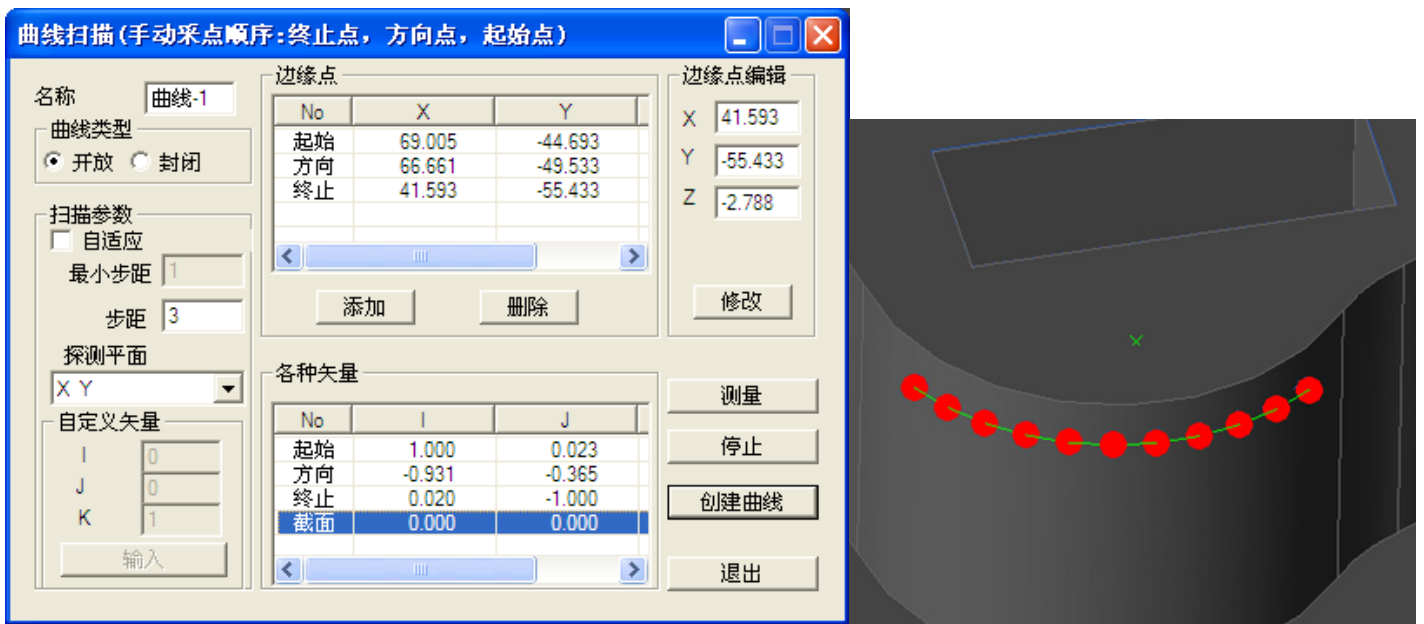 曲线扫描(手动采点顺序:终止点，方向点，起始点)
名称 曲线-1
曲线类型
开放 封闭
扫描参数
自适应
最小步距 1
步距 3
探测平面
X Y
自定义矢量
I 0
J 0
K 1
输入
边缘点
No X Y
起始 69.005 -44.693
方向 66.661 -49.533
终止 41.593 -55.433
添加 删除
各种矢量
No I J
起始 1.000 0.023
方向 -0.931 -0.365
终止 0.020 -1.000
截面 0.000 0.000
边缘点编辑
X 41.593
Y -55.433
Z -2.788
修改
测量
停止
创建曲线
退出